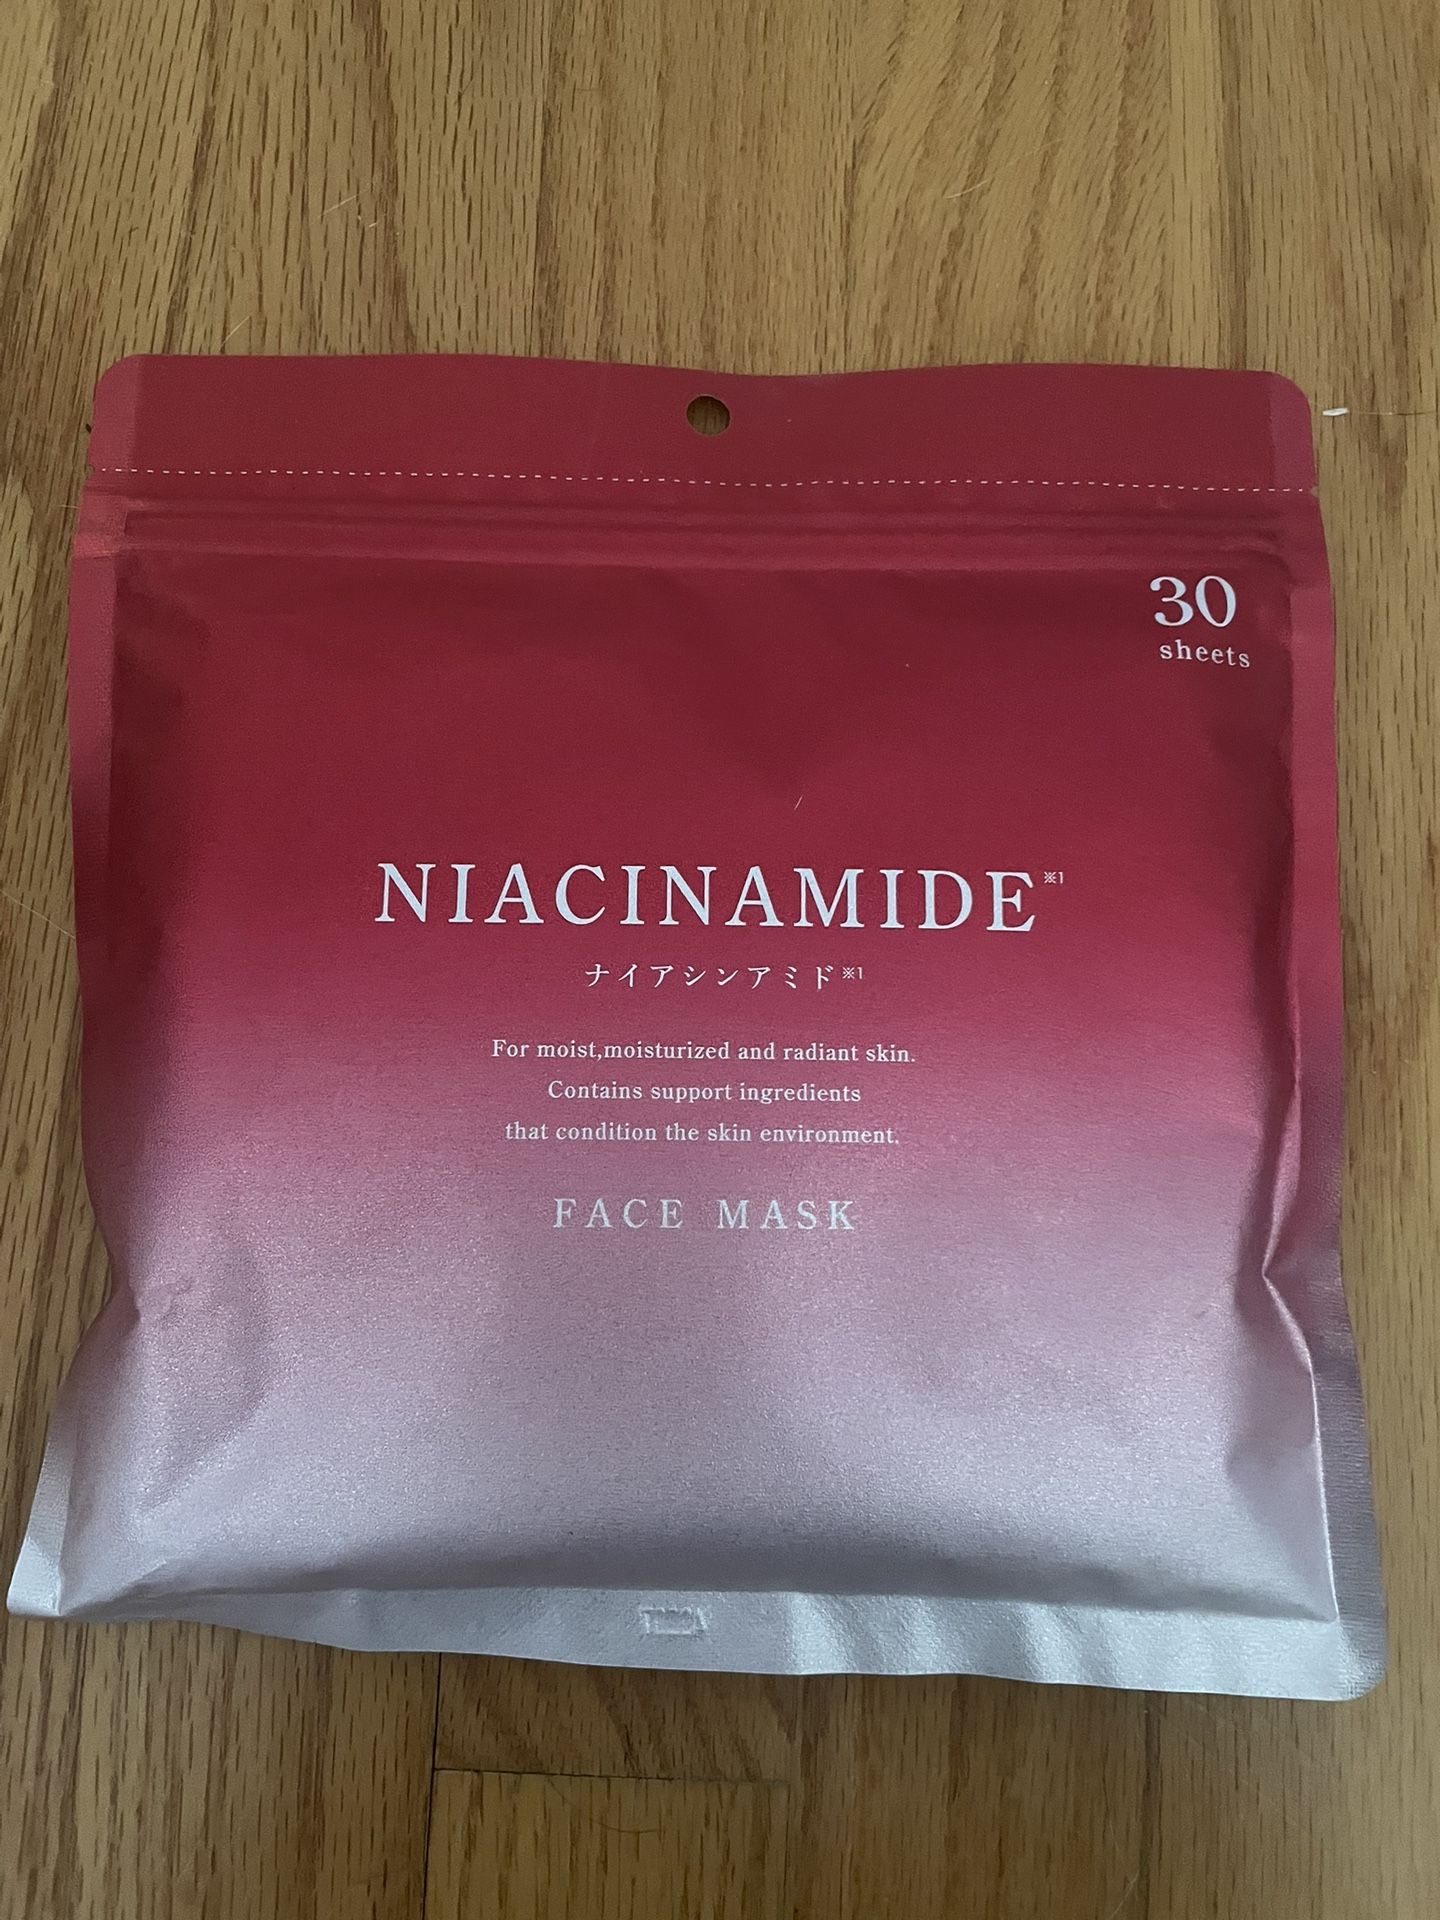 30
sheets
NIACINAMIDE※1
ナイアシンアミド※1
For moist,moisturized and radiant skin.
Contains support ingredients
that condition the skin environment.
FACE MASK